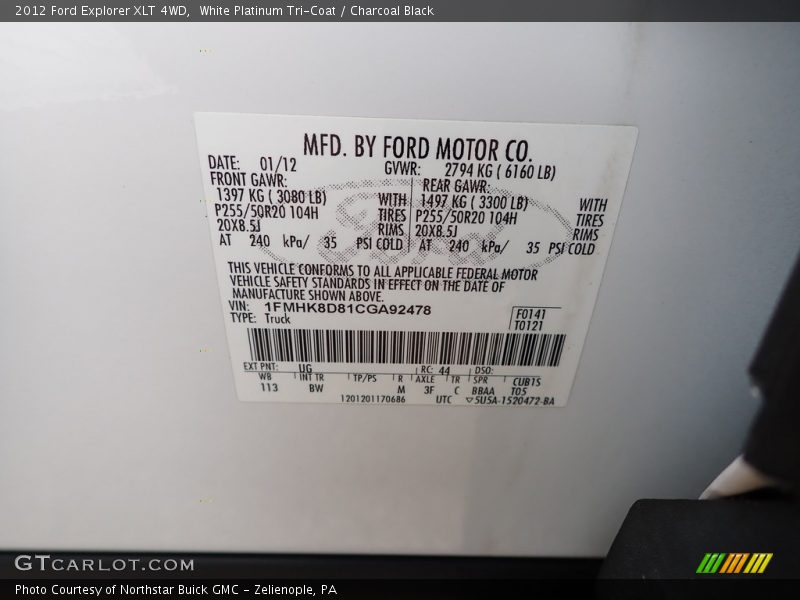 2012 Ford Explorer XLT 4WD, White Platinum Tri-Coat / Charcoal Black
MFD. BY FORD MOTOR CO.
DATE: 01/12 GVWR: 2794 KG ( 6160 LB)
FRONT GAWR: REAR GAWR:
1397 KG ( 3080 LB) WITH 1497 KG ( 3300 LB) WITH
P255/50R20 104H TIRES P255/50R20 104H TIRES
20X8.5J RIMS 20X8.5J RIMS
AT 240 kPa/ 35 PSI COLD AT 240 kPa/ 35 PSI COLD
Ford
THIS VEHICLE CONFORMS TO ALL APPLICABLE FEDERAL MOTOR
VEHICLE SAFETY STANDARDS IN EFFECT ON THE DATE OF
MANUFACTURE SHOWN ABOVE.
VIN: 1FMHK8D81CGA92478 F0141
TYPE: Truck T0121
EXT PNT: UG RC: 44 DSO:
WB INT TR TP/PS R AXLE TR SPR CUB1S
113 BW M 3F C BBAA T05
1201201170686 UTC ▽5U5A-1520472-BA
GTCARLOT.COM
Photo Courtesy of Northstar Buick GMC - Zelienople, PA